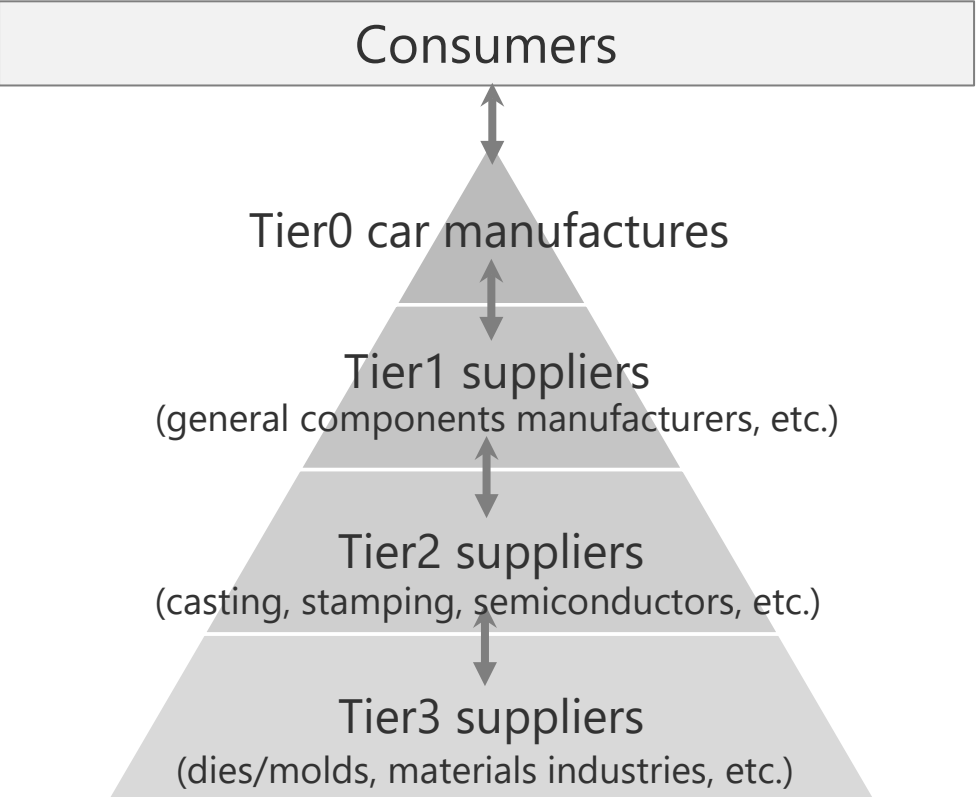 Consumers
Tier0 car manufactures
Tier1 suppliers
(general components manufacturers, etc.)
Tier2 suppliers
(casting, stamping, semiconductors, etc.)
Tier3 suppliers
(dies/molds, materials industries, etc.)